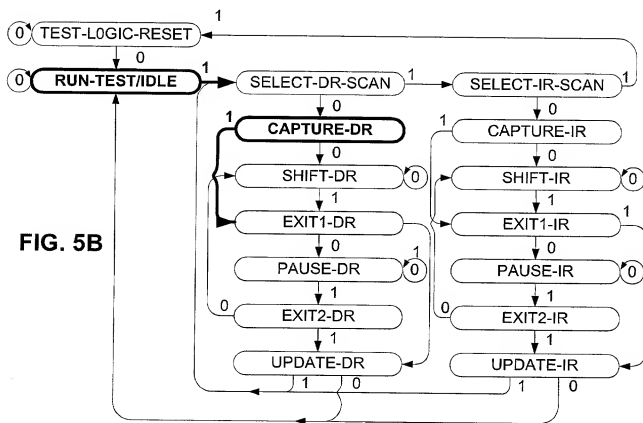 1
0 TEST-L0GIC-RESET
0
0 RUN-TEST/IDLE 1 SELECT-DR-SCAN 1 SELECT-IR-SCAN 1
0 0
1 CAPTURE-DR 1 CAPTURE-IR
0 0
SHIFT-DR 0 SHIFT-IR 0
1 1
EXIT1-DR EXIT1-IR 1
FIG. 5B
0 1 0
PAUSE-DR 0 PAUSE-IR 0
1 1
0 EXIT2-DR 0 EXIT2-IR
1 1
UPDATE-DR UPDATE-IR
1 0 1 0